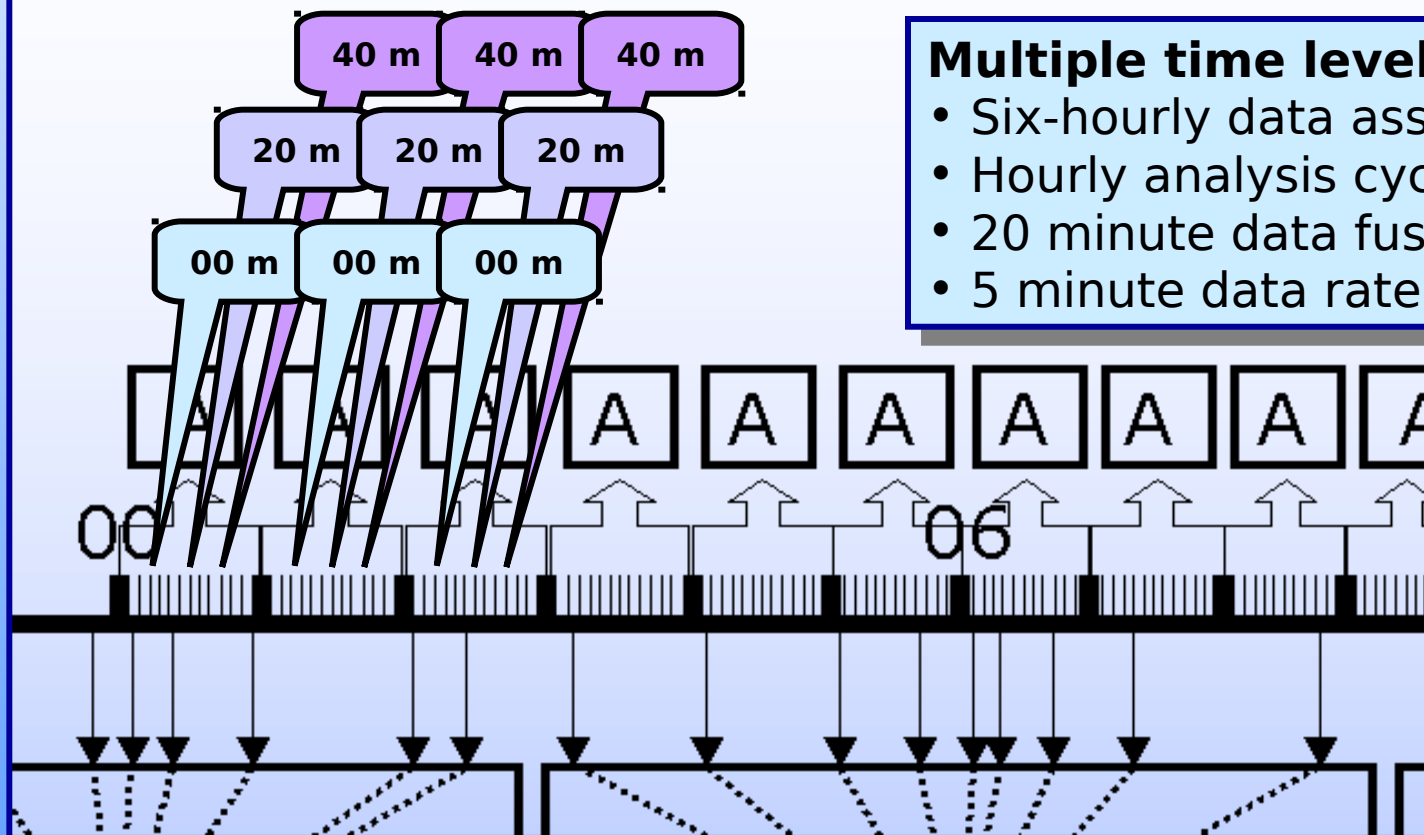 40 m 40 m 40 m
20 m 20 m 20 m
00 m 00 m 00 m
Multiple time level
• Six-hourly data ass
• Hourly analysis cyc
• 20 minute data fus
• 5 minute data rate
A A A A A A A A A A
00 06